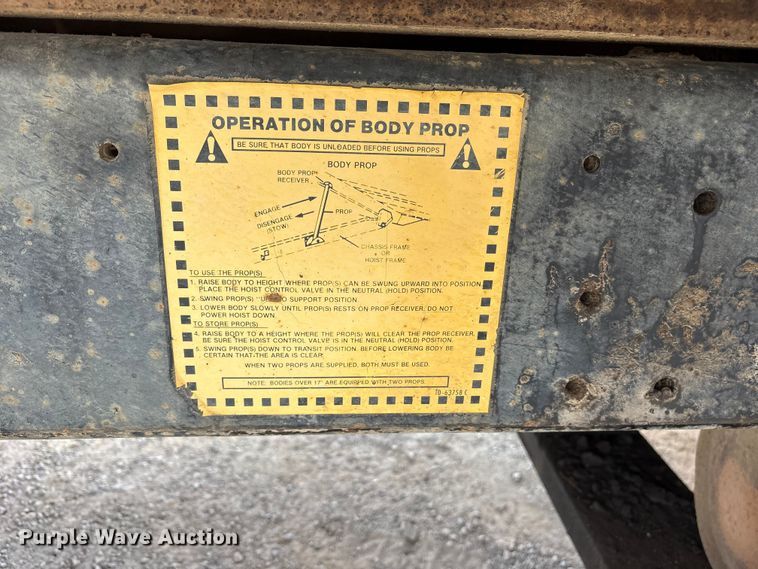 OPERATION OF BODY PROP
BE SURE THAT BODY IS UNLOADED BEFORE USING PROPS
BODY PROP
BODY PROP
RECEIVER
ENGAGE
DISENGAGE
(STOW)
PROP
CHASSIS FRAME
OR
HOIST FRAME
TO USE THE PROP(S)
1. RAISE BODY TO HEIGHT WHERE PROP(S) CAN BE SWUNG UPWARD INTO POSITION
PLACE THE HOIST CONTROL VALVE IN THE NEUTRAL (HOLD) POSITION.
2. SWING PROP(S) "UP" TO SUPPORT POSITION.
3. LOWER BODY SLOWLY UNTIL PROP(S) RESTS ON PROP RECEIVER. DO NOT
POWER HOIST DOWN.
TO STORE PROP(S)
4. RAISE BODY TO A HEIGHT WHERE THE PROP(S) WILL CLEAR THE PROP RECEIVER.
BE SURE THE HOIST CONTROL VALVE IS IN THE NEUTRAL (HOLD) POSITION.
5. SWING PROP(S) DOWN TO TRANSIT POSITION. BEFORE LOWERING BODY BE
CERTAIN THAT THE AREA IS CLEAR.
WHEN TWO PROPS ARE SUPPLIED, BOTH MUST BE USED.
NOTE: BODIES OVER 17' ARE EQUIPPED WITH TWO PROPS.
TD-63758 C
Purple Wave Auction